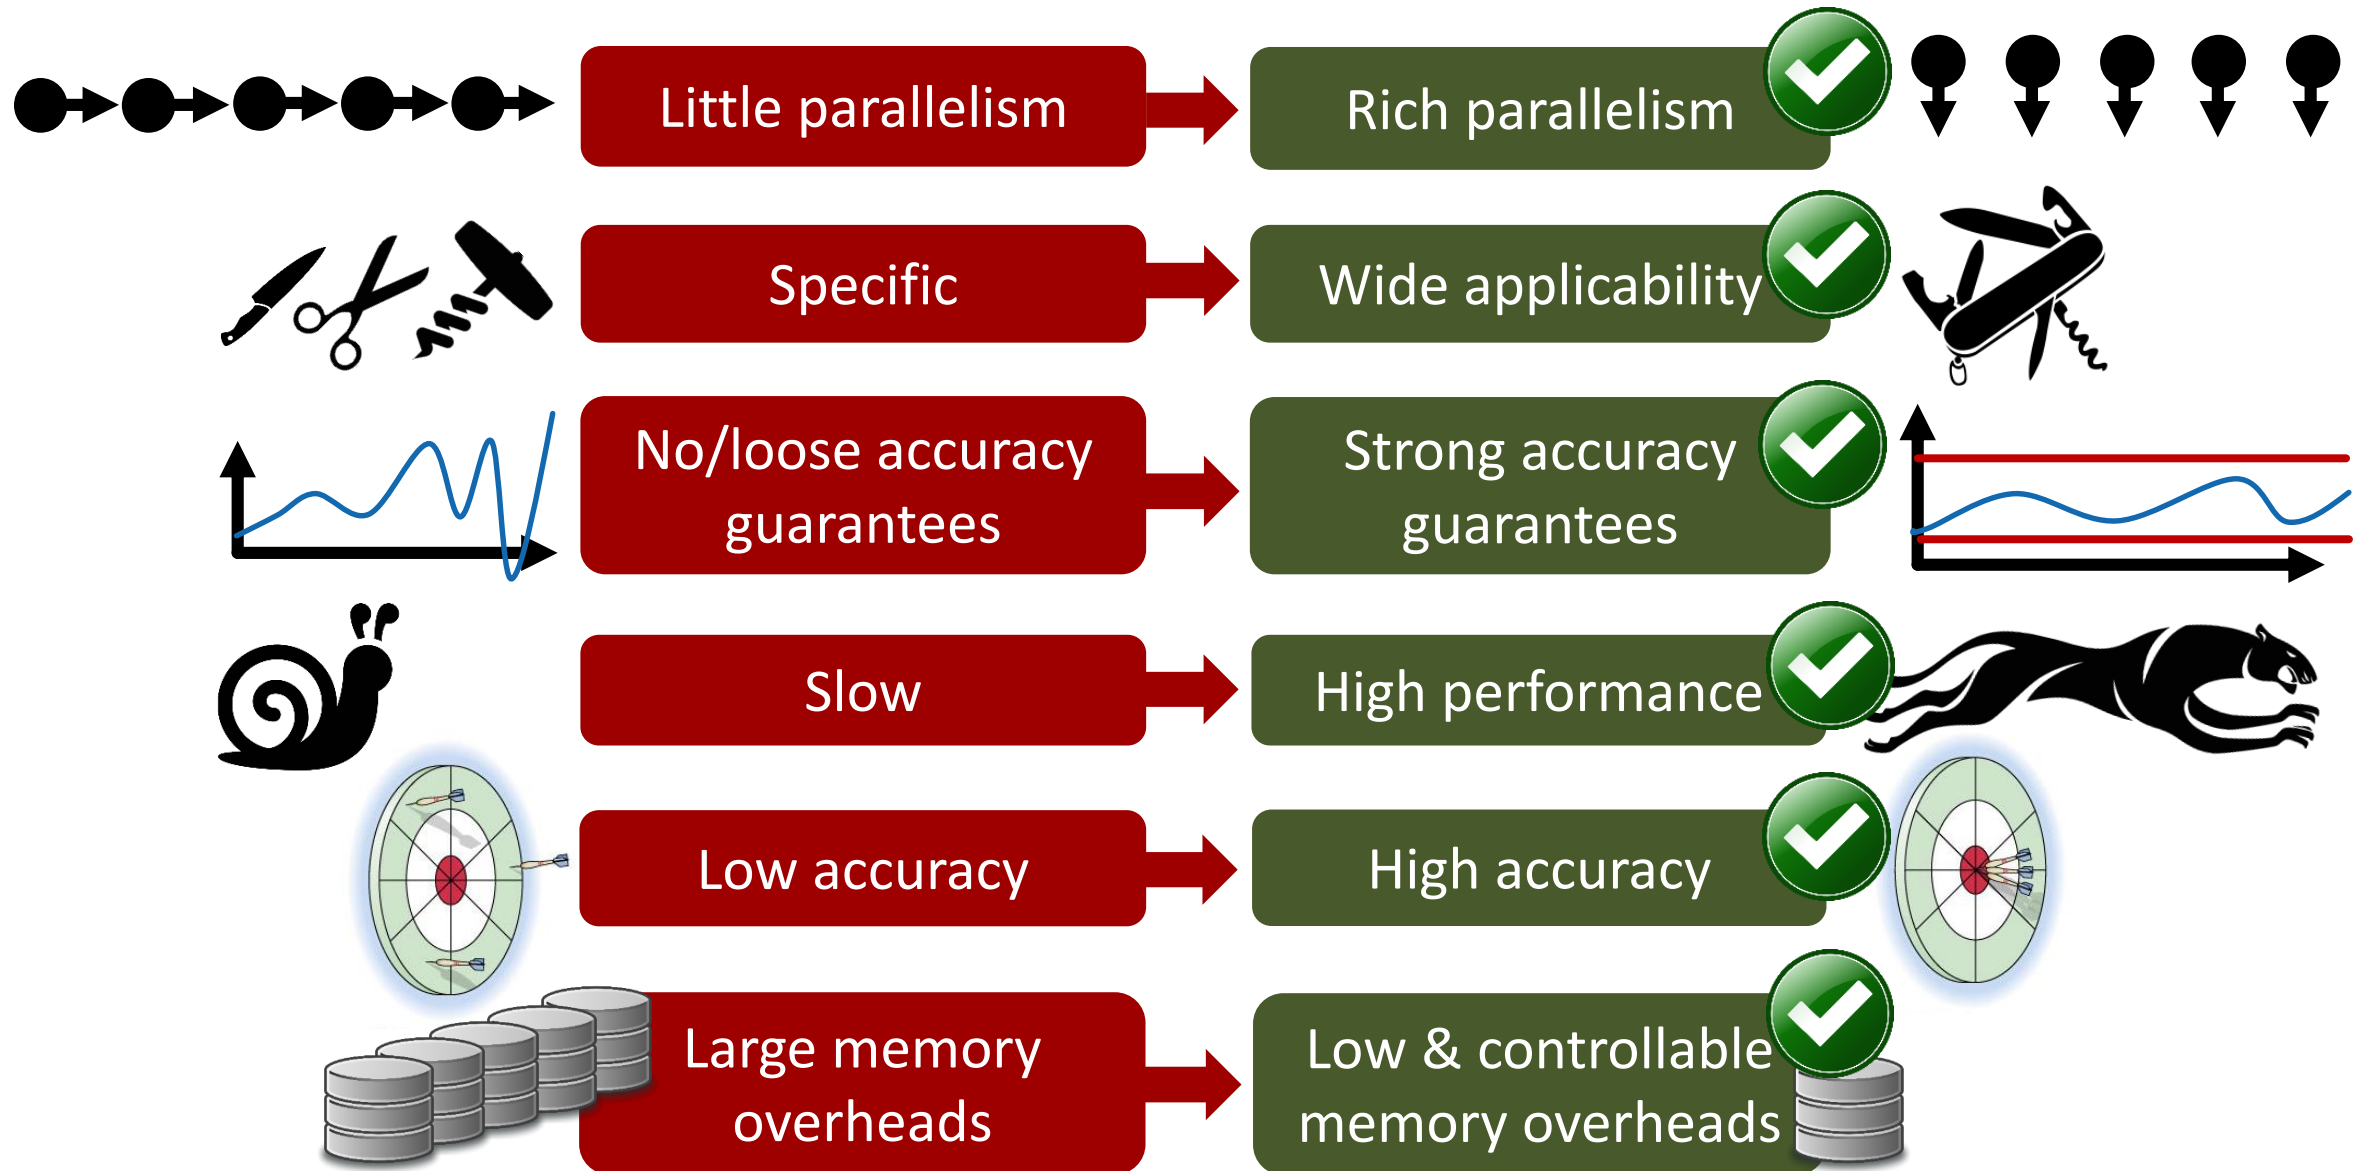 Little parallelism
Rich parallelism
Specific
Wide applicability
No/loose accuracy
guarantees
Strong accuracy
guarantees
Slow
High performance
Low accuracy
High accuracy
Large memory
overheads
Low & controllable
memory overheads